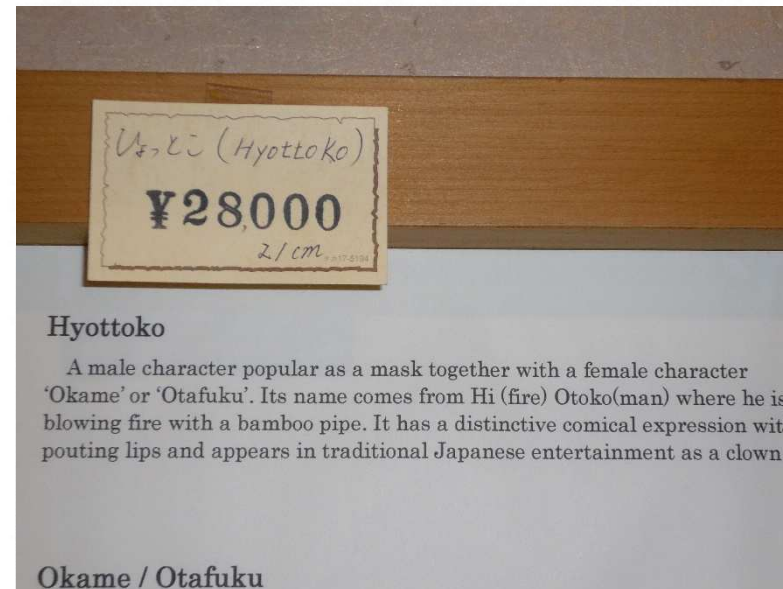 ひょっとこ (Hyottoko)
¥28,000
21cm
Hyottoko
A male character popular as a mask together with a female character
'Okame' or 'Otafuku'. Its name comes from Hi (fire) Otoko(man) where he is
blowing fire with a bamboo pipe. It has a distinctive comical expression wit
pouting lips and appears in traditional Japanese entertainment as a clown
Okame / Otafuku